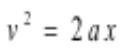 v² = 2ax